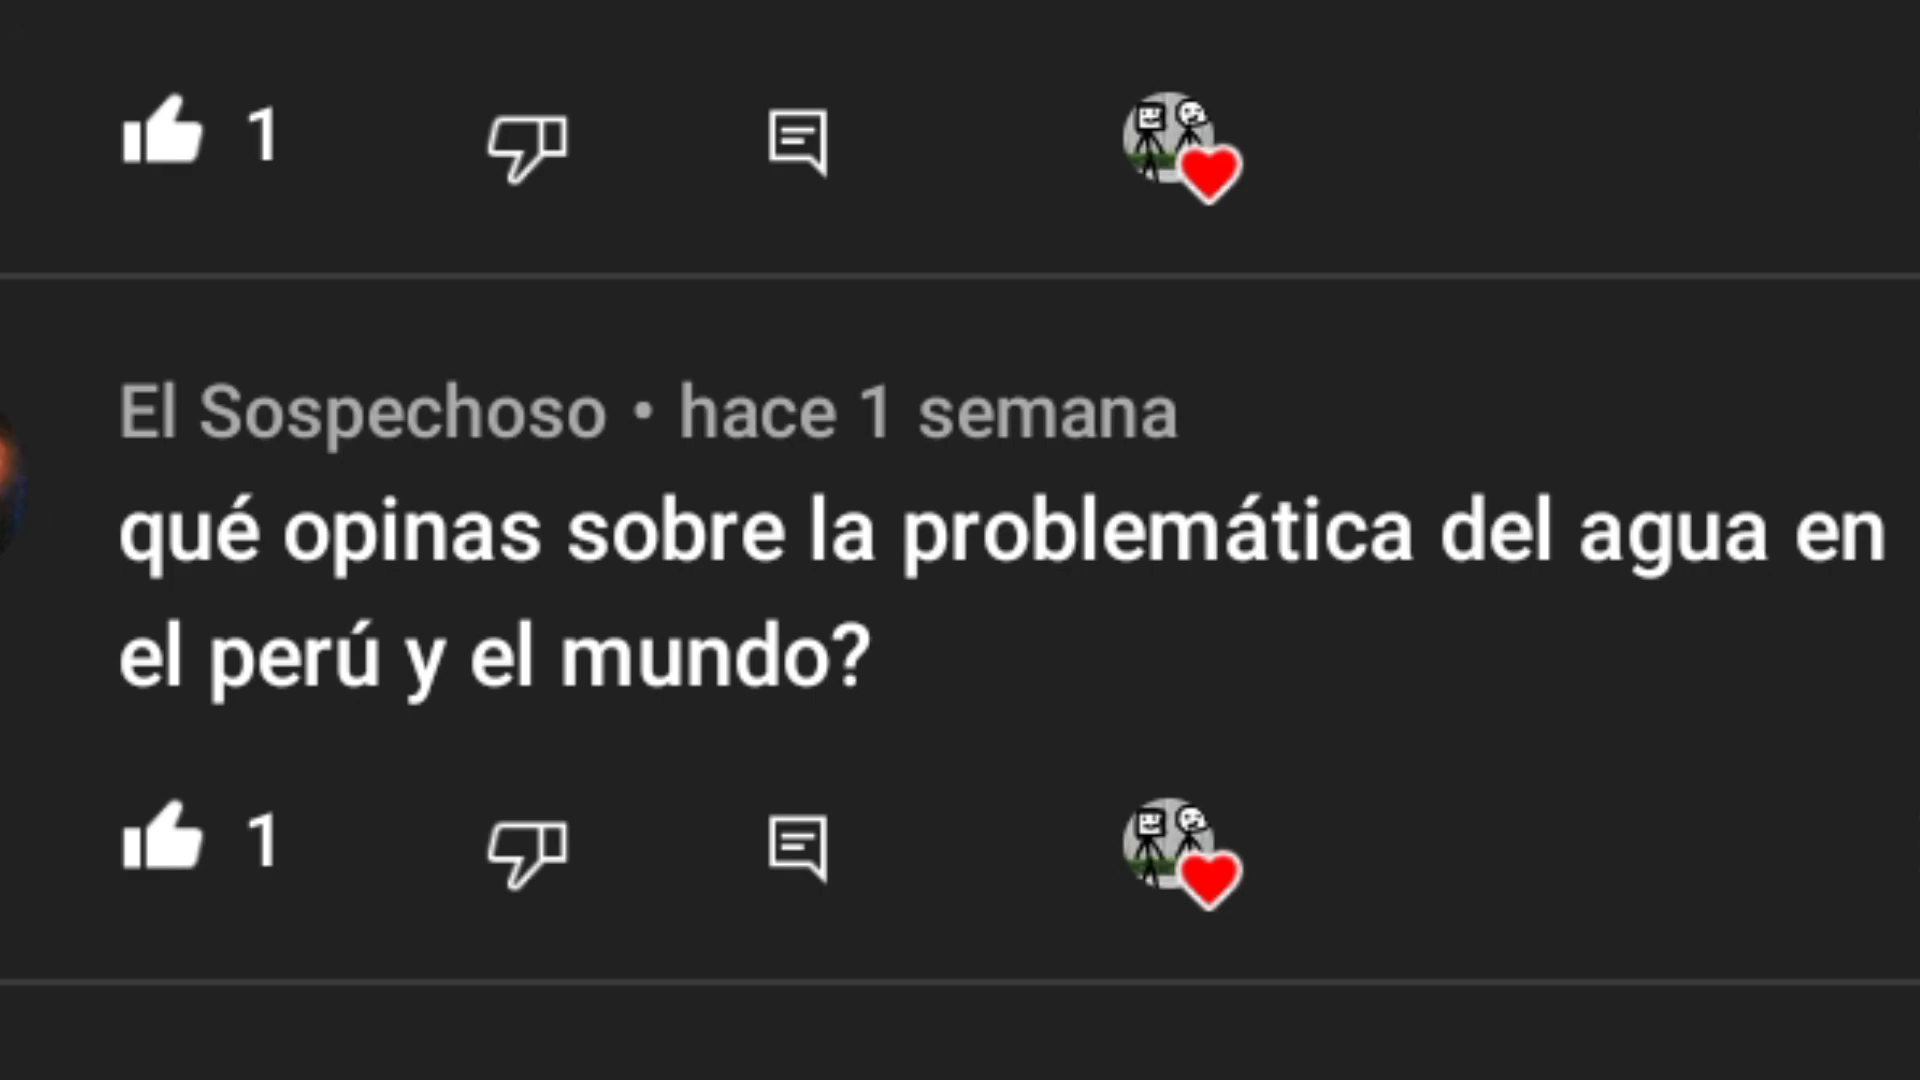 1
El Sospechoso • hace 1 semana
qué opinas sobre la problemática del agua en
el perú y el mundo?
1